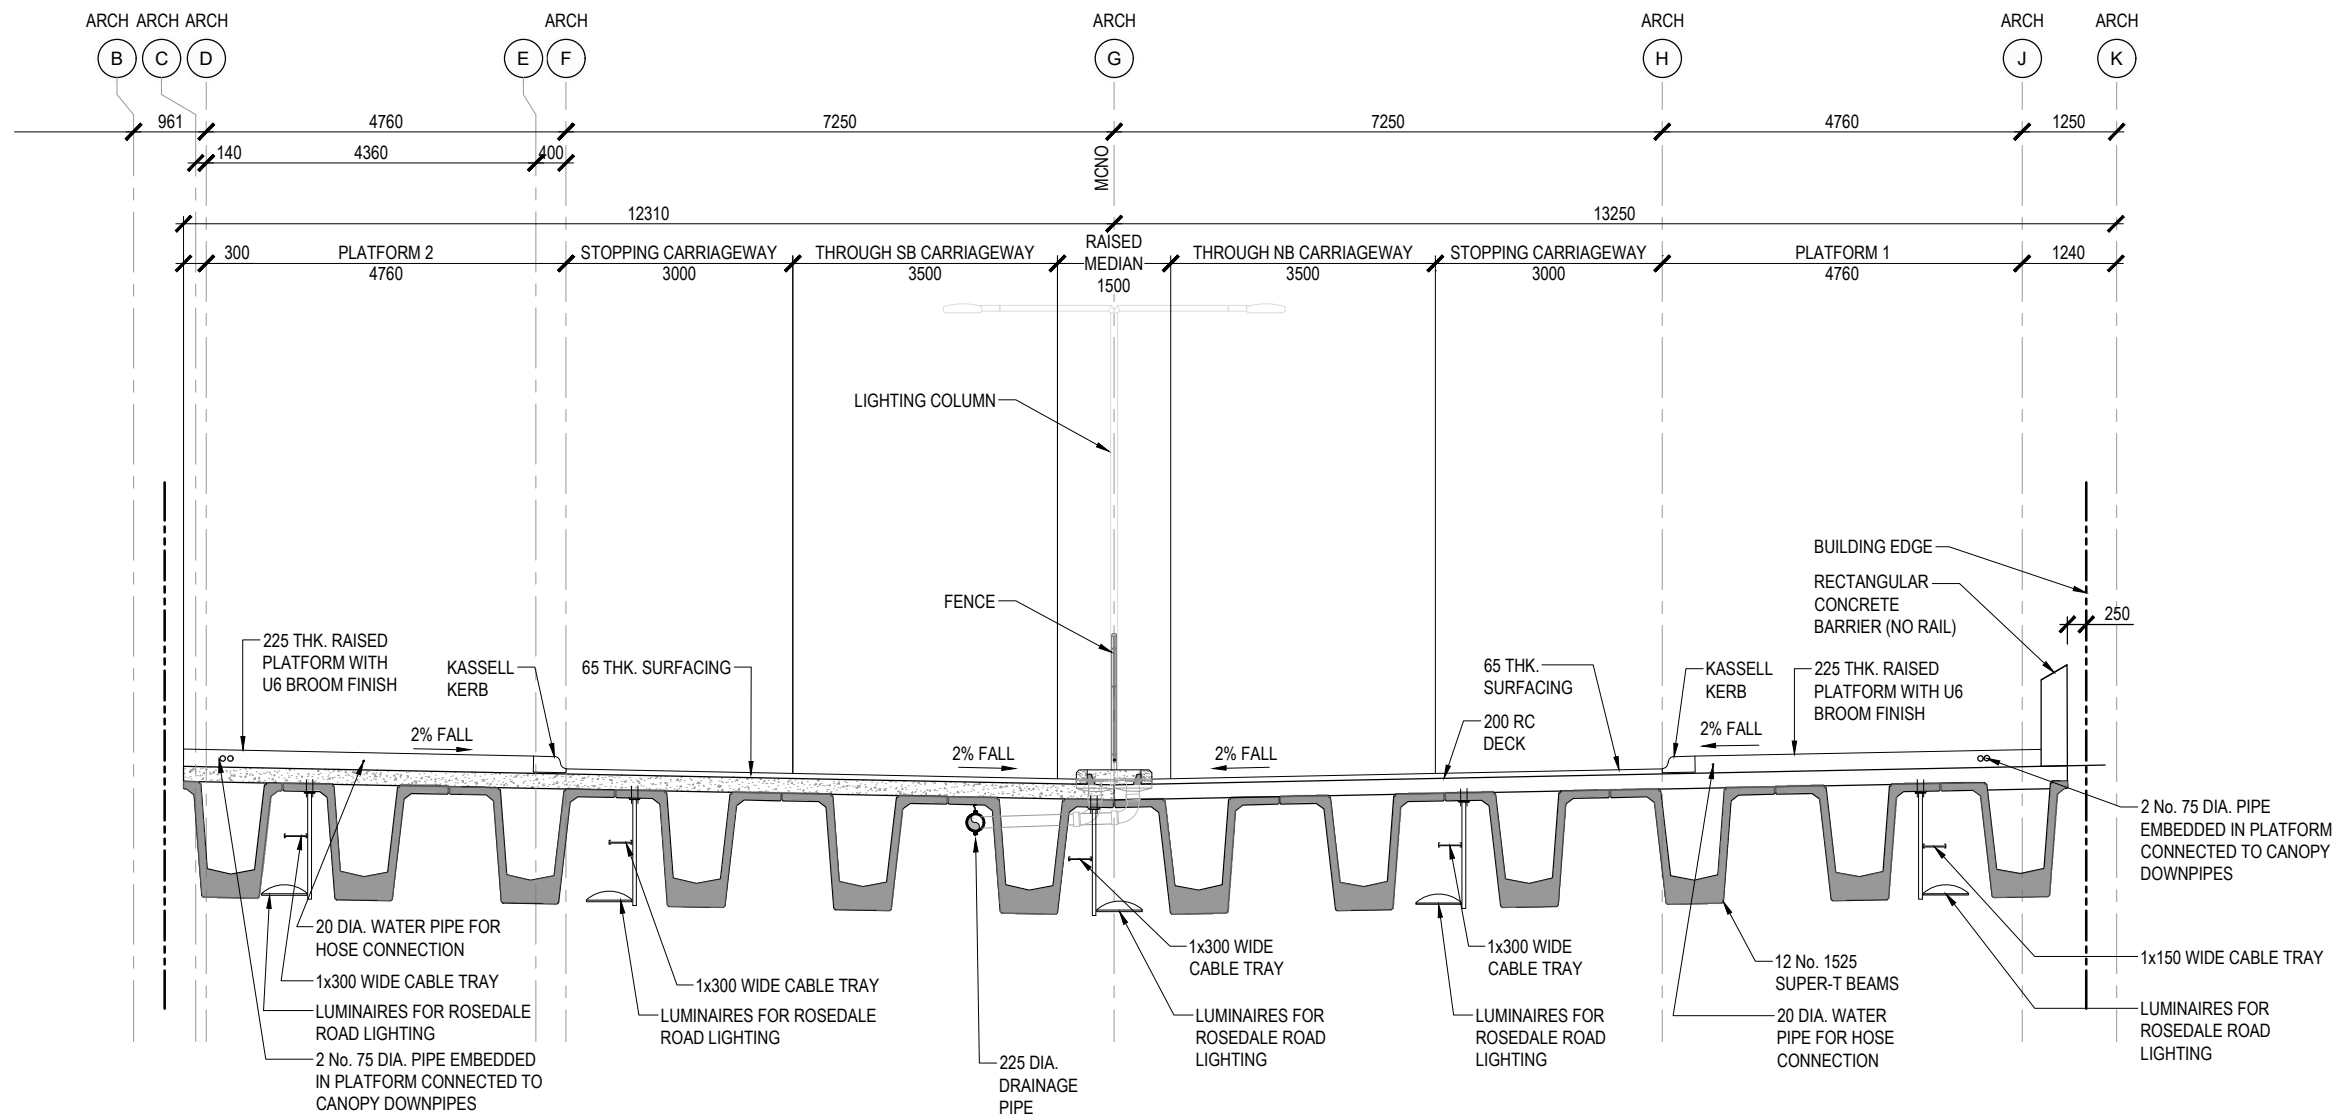 ARCH ARCH ARCH ARCH ARCH ARCH ARCH ARCH
B C D E F G H J K
961 4760 7250 7250 4760 1250
140 4360 400
MCNO
12310 13250
300 PLATFORM 2 STOPPING CARRIAGEWAY THROUGH SB CARRIAGEWAY RAISED THROUGH NB CARRIAGEWAY STOPPING CARRIAGEWAY PLATFORM 1 1240
MEDIAN
4760 3000 3500 1500 3500 3000 4760
LIGHTING COLUMN
FENCE
BUILDING EDGE
RECTANGULAR
CONCRETE
BARRIER (NO RAIL)
250
225 THK. RAISED
PLATFORM WITH
U6 BROOM FINISH
KASSELL
KERB
65 THK. SURFACING
65 THK.
SURFACING
200 RC
DECK
KASSELL
KERB
225 THK. RAISED
PLATFORM WITH U6
BROOM FINISH
2% FALL
2% FALL
2% FALL
2% FALL
20 DIA. WATER PIPE FOR
HOSE CONNECTION
1x300 WIDE CABLE TRAY
LUMINAIRES FOR ROSEDALE
ROAD LIGHTING
2 No. 75 DIA. PIPE EMBEDDED
IN PLATFORM CONNECTED TO
CANOPY DOWNPIPES
1x300 WIDE CABLE TRAY
LUMINAIRES FOR ROSEDALE
ROAD LIGHTING
225 DIA.
DRAINAGE
PIPE
1x300 WIDE
CABLE TRAY
LUMINAIRES FOR
ROSEDALE ROAD
LIGHTING
1x300 WIDE
CABLE TRAY
LUMINAIRES FOR
ROSEDALE ROAD
LIGHTING
12 No. 1525
SUPER-T BEAMS
20 DIA. WATER
PIPE FOR HOSE
CONNECTION
2 No. 75 DIA. PIPE
EMBEDDED IN PLATFORM
CONNECTED TO CANOPY
DOWNPIPES
1x150 WIDE CABLE TRAY
LUMINAIRES FOR
ROSEDALE ROAD
LIGHTING